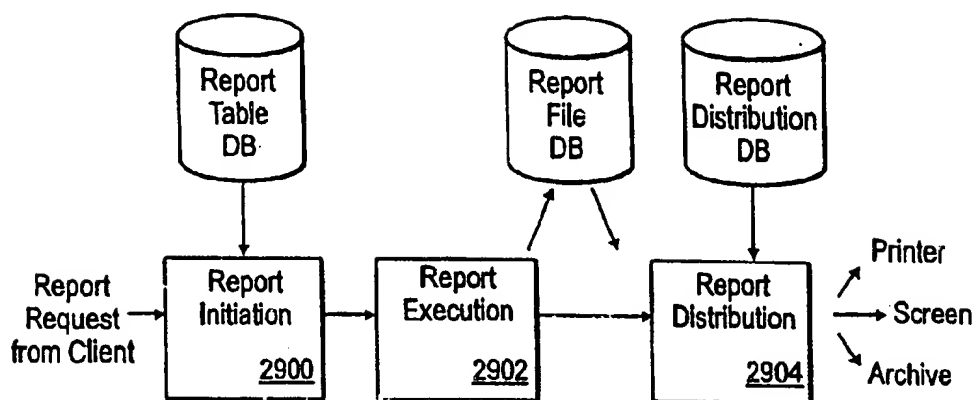 Report
Table
DB
Report
File
DB
Report
Distribution
DB
Report
Request
from Client
Report
Initiation
2900
Report
Execution
2902
Report
Distribution
2904
Printer
Screen
Archive